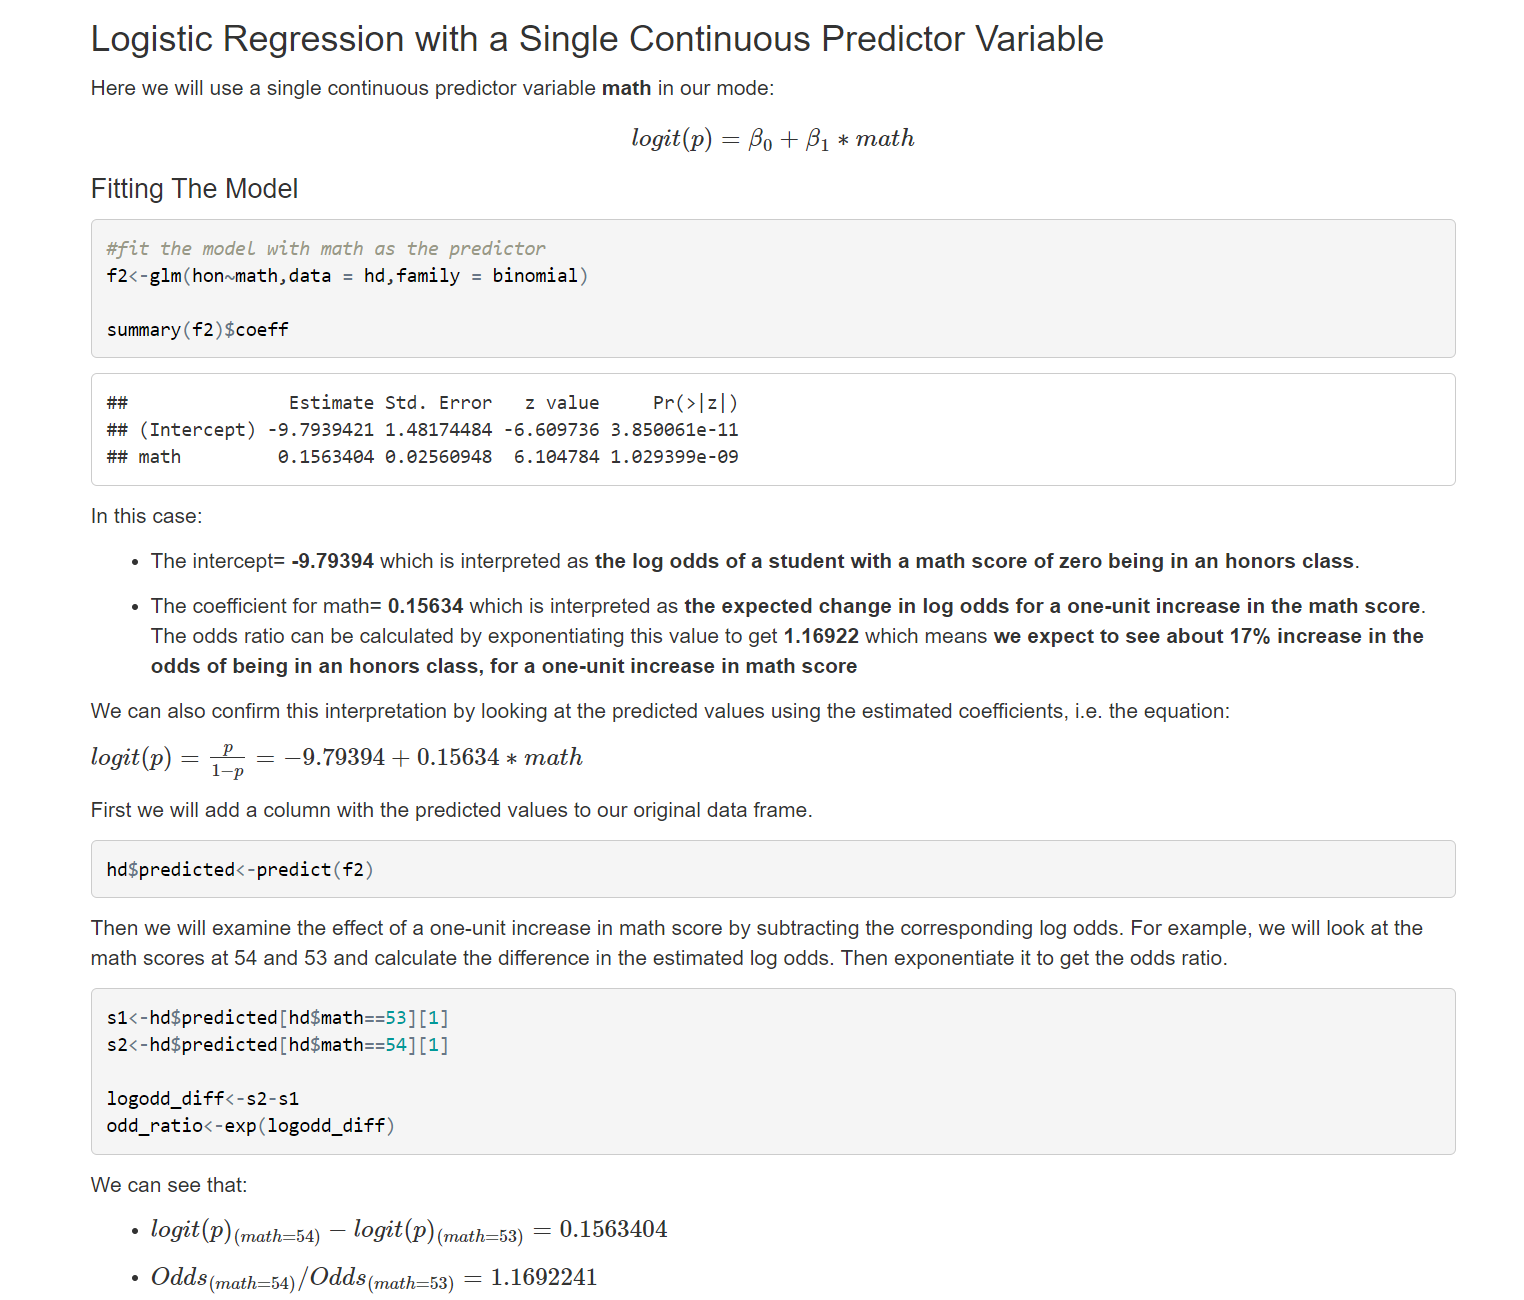 Logistic Regression with a Single Continuous Predictor Variable
Here we will use a single continuous predictor variable math in our mode:
logit(p) = β₀ + β₁ * math
Fitting The Model
#fit the model with math as the predictor
f2<-glm(hon~math,data = hd,family = binomial)
summary(f2)$coeff
##               Estimate Std. Error   z value     Pr(>|z|)
## (Intercept) -9.7939421 1.48174484 -6.609736 3.850061e-11
## math         0.1563404 0.02560948  6.104784 1.029399e-09
In this case:
• The intercept= -9.79394 which is interpreted as the log odds of a student with a math score of zero being in an honors class.
• The coefficient for math= 0.15634 which is interpreted as the expected change in log odds for a one-unit increase in the math score.
The odds ratio can be calculated by exponentiating this value to get 1.16922 which means we expect to see about 17% increase in the
odds of being in an honors class, for a one-unit increase in math score
We can also confirm this interpretation by looking at the predicted values using the estimated coefficients, i.e. the equation:
logit(p) = p/(1−p) = −9.79394 + 0.15634 * math
First we will add a column with the predicted values to our original data frame.
hd$predicted<-predict(f2)
Then we will examine the effect of a one-unit increase in math score by subtracting the corresponding log odds. For example, we will look at the
math scores at 54 and 53 and calculate the difference in the estimated log odds. Then exponentiate it to get the odds ratio.
s1<-hd$predicted[hd$math==53][1]
s2<-hd$predicted[hd$math==54][1]
logodd_diff<-s2-s1
odd_ratio<-exp(logodd_diff)
We can see that:
• logit(p)(math=54) − logit(p)(math=53) = 0.1563404
• Odds(math=54)/Odds(math=53) = 1.1692241